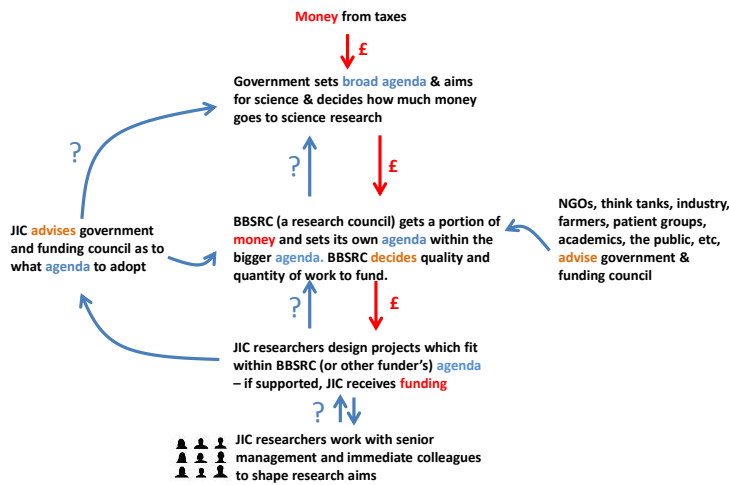 Money from taxes
£
Government sets broad agenda & aims
for science & decides how much money
goes to science research
?
?
£
JIC advises government
and funding council as to
what agenda to adopt
BBSRC (a research council) gets a portion of
money and sets its own agenda within the
bigger agenda. BBSRC decides quality and
quantity of work to fund.
NGOs, think tanks, industry,
farmers, patient groups,
academics, the public, etc,
advise government &
funding council
?
£
JIC researchers design projects which fit
within BBSRC (or other funder's) agenda
– if supported, JIC receives funding
?
JIC researchers work with senior
management and immediate colleagues
to shape research aims